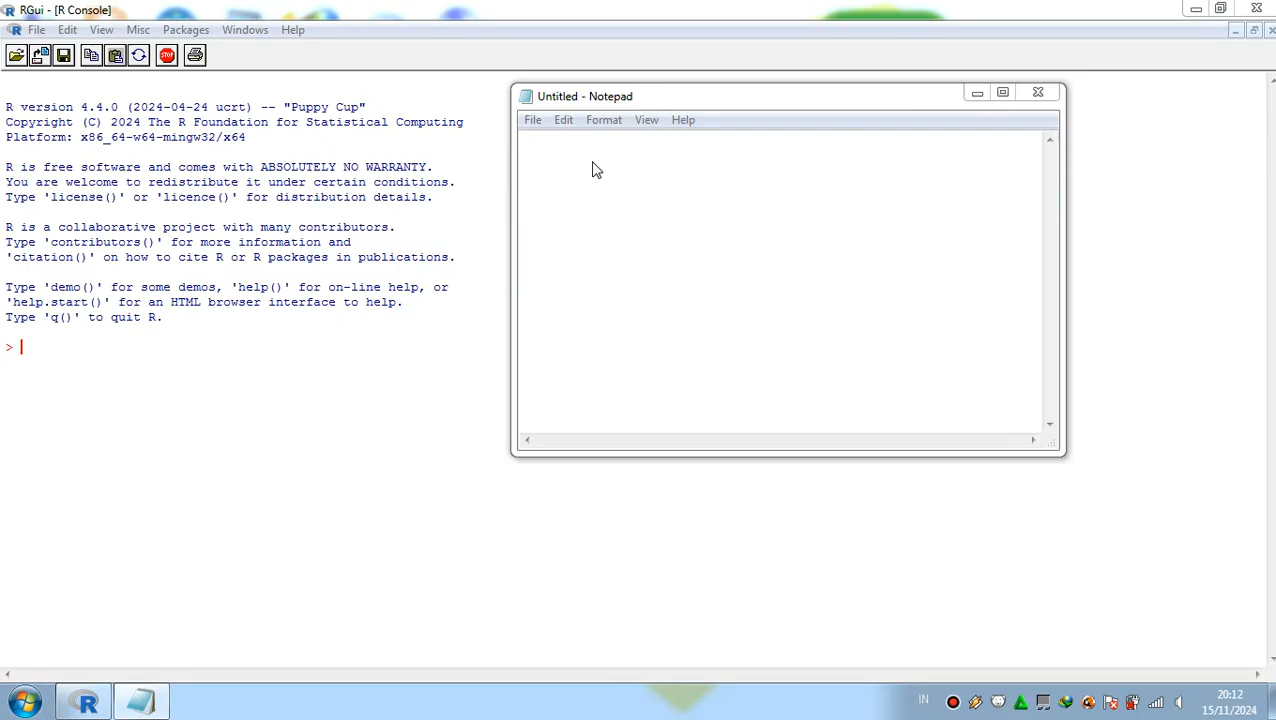 RGui - [R Console]
File Edit View Misc Packages Windows Help
STOP
R version 4.4.0 (2024-04-24 ucrt) -- "Puppy Cup"
Copyright (C) 2024 The R Foundation for Statistical Computing
Platform: x86_64-w64-mingw32/x64
R is free software and comes with ABSOLUTELY NO WARRANTY.
You are welcome to redistribute it under certain conditions.
Type 'license()' or 'licence()' for distribution details.
R is a collaborative project with many contributors.
Type 'contributors()' for more information and
'citation()' on how to cite R or R packages in publications.
Type 'demo()' for some demos, 'help()' for on-line help, or
'help.start()' for an HTML browser interface to help.
Type 'q()' to quit R.
>
Untitled - Notepad
File Edit Format View Help
IN
20:12
15/11/2024